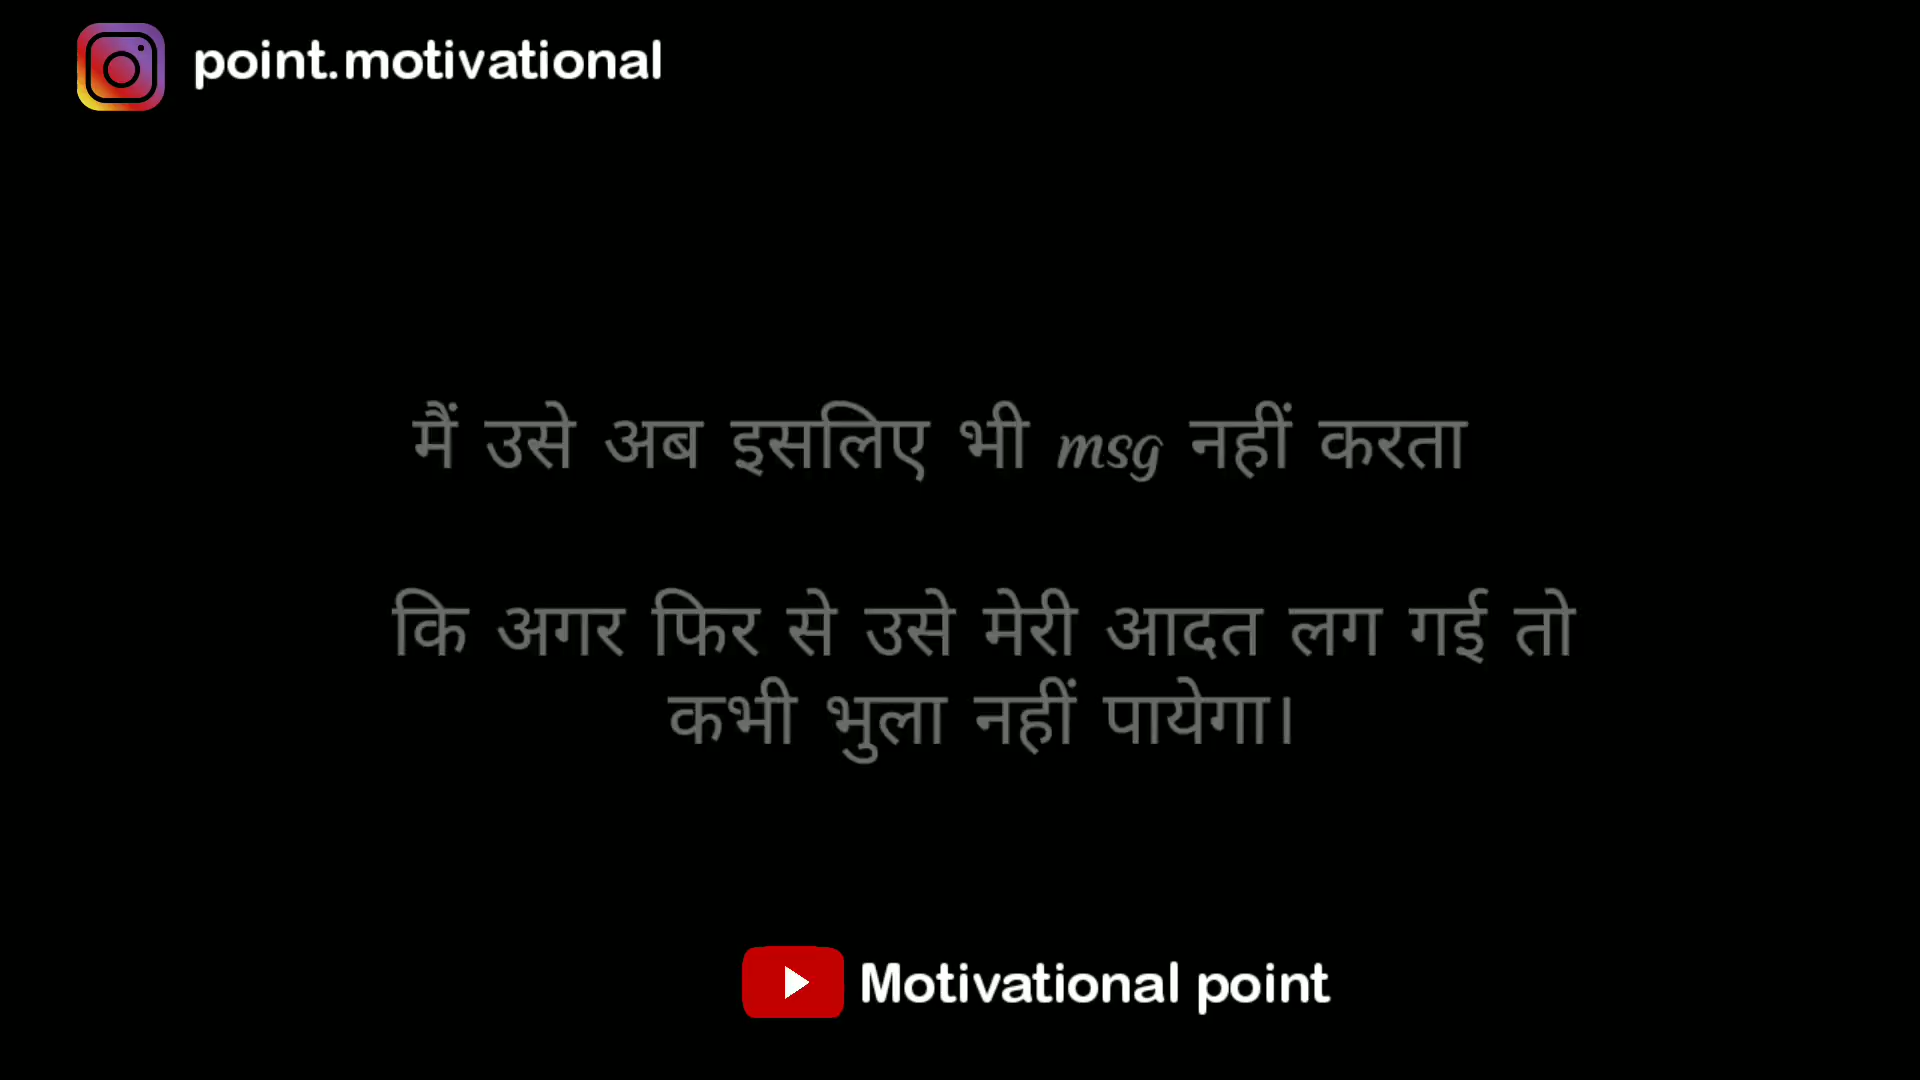 point.motivational
मैं उसे अब इसलिए भी msg नहीं करता
कि अगर फिर से उसे मेरी आदत लग गई तो
कभी भुला नहीं पायेगा।
Motivational point